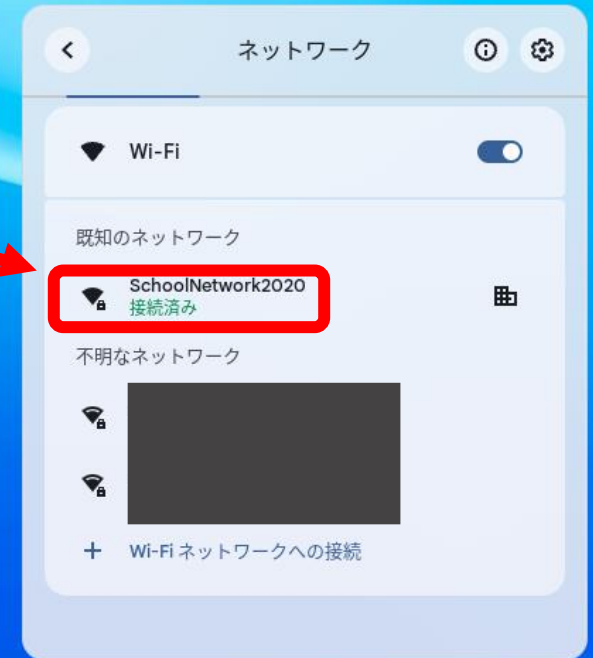 ネットワーク
Wi-Fi
既知のネットワーク
SchoolNetwork2020
接続済み
不明なネットワーク
Wi-Fi ネットワークへの接続